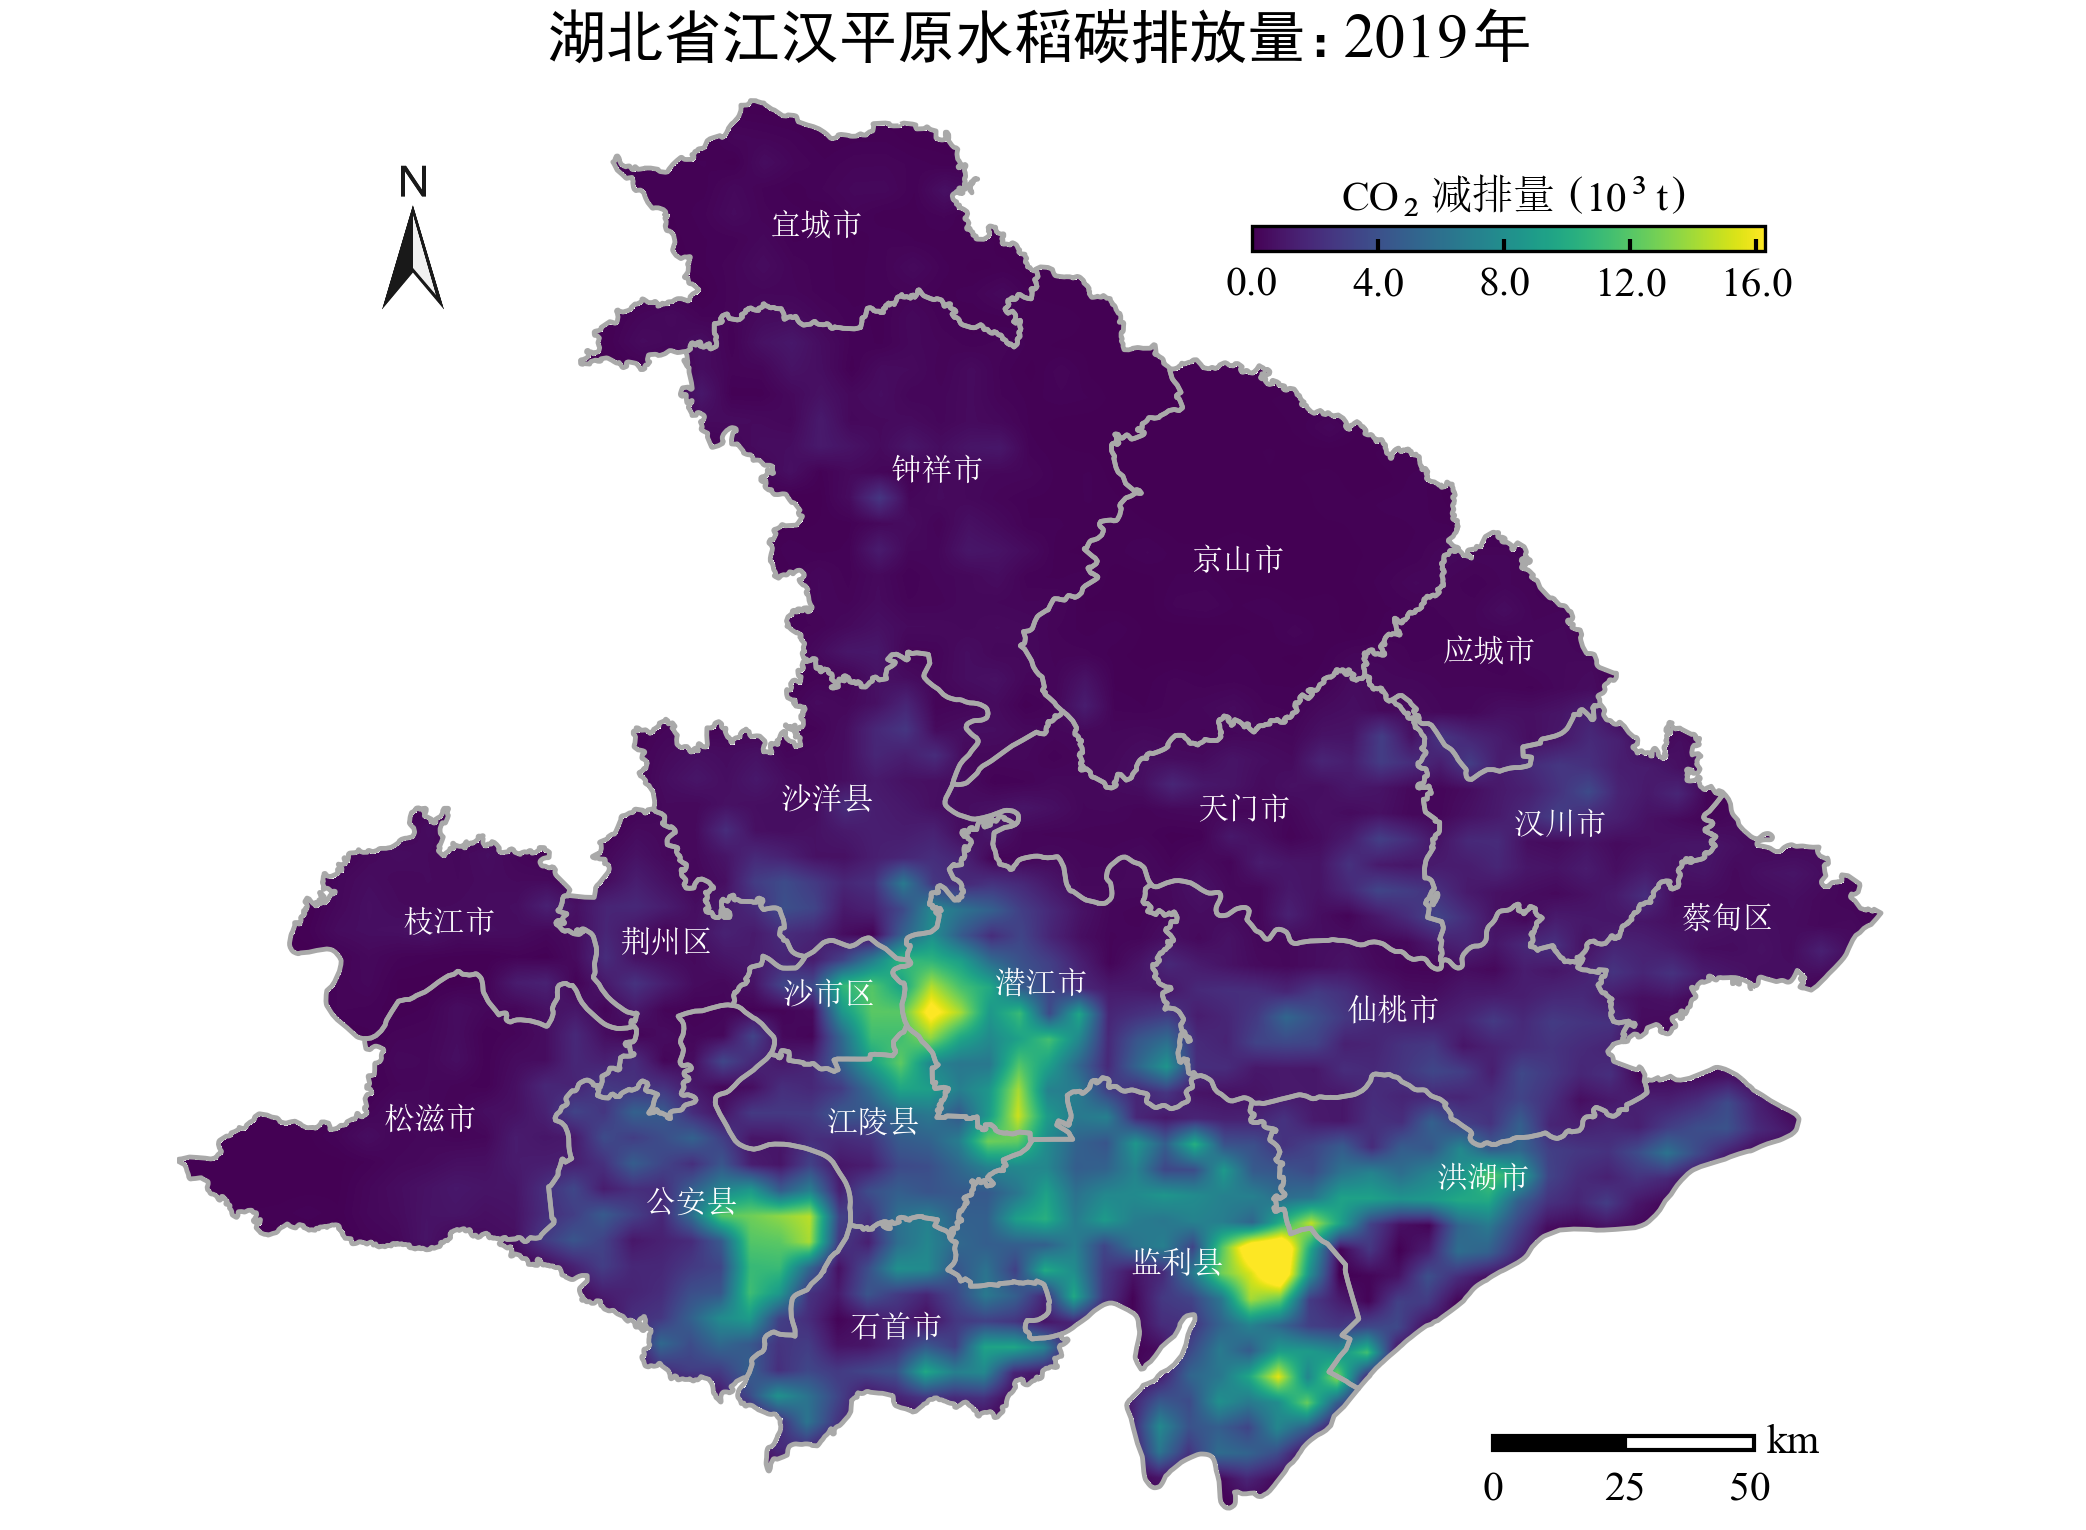 湖北省江汉平原水稻碳排放量: 2019年
N
CO₂ 减排量 (10³ t)
0.0 4.0 8.0 12.0 16.0
宜城市
钟祥市
京山市
应城市
沙洋县
天门市
汉川市
枝江市
荆州区
蔡甸区
沙市区
潜江市
仙桃市
松滋市
江陵县
公安县
洪湖市
监利县
石首市
km
0 25 50